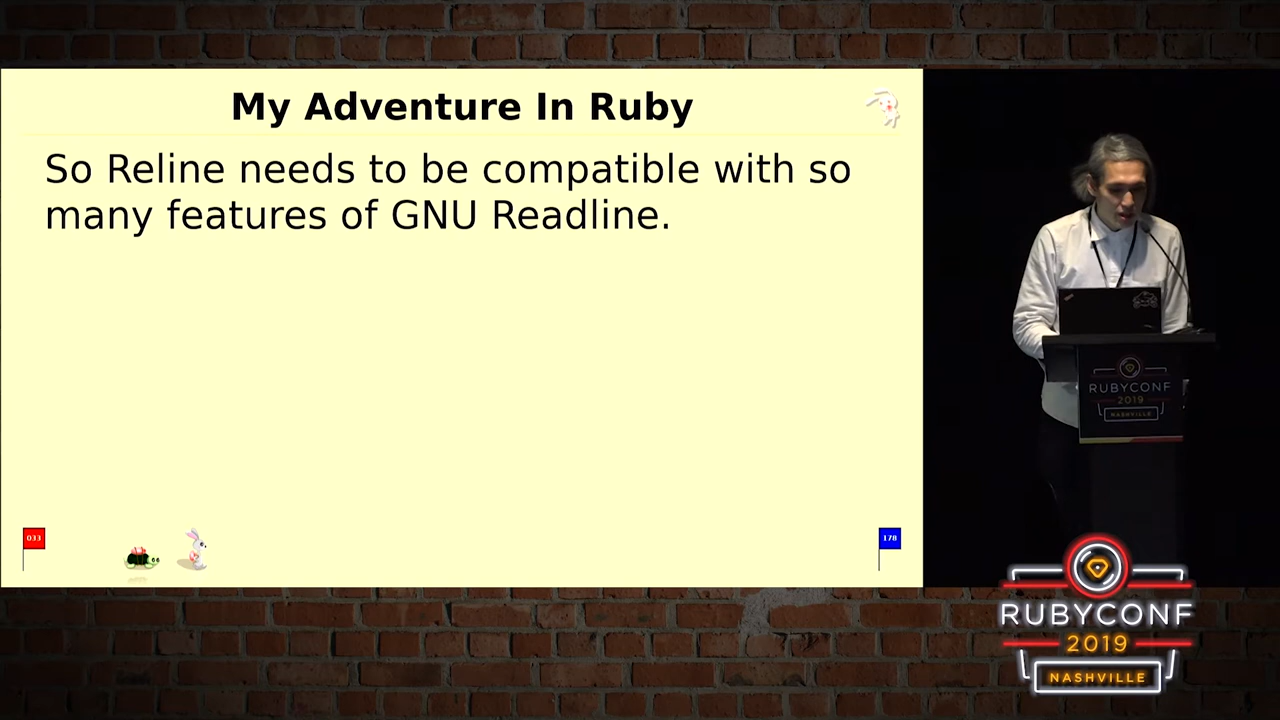 My Adventure In Ruby
So Reline needs to be compatible with so
many features of GNU Readline.
033
178
RUBYCONF
2019
NASHVILLE
RUBYCONF
2019
NASHVILLE